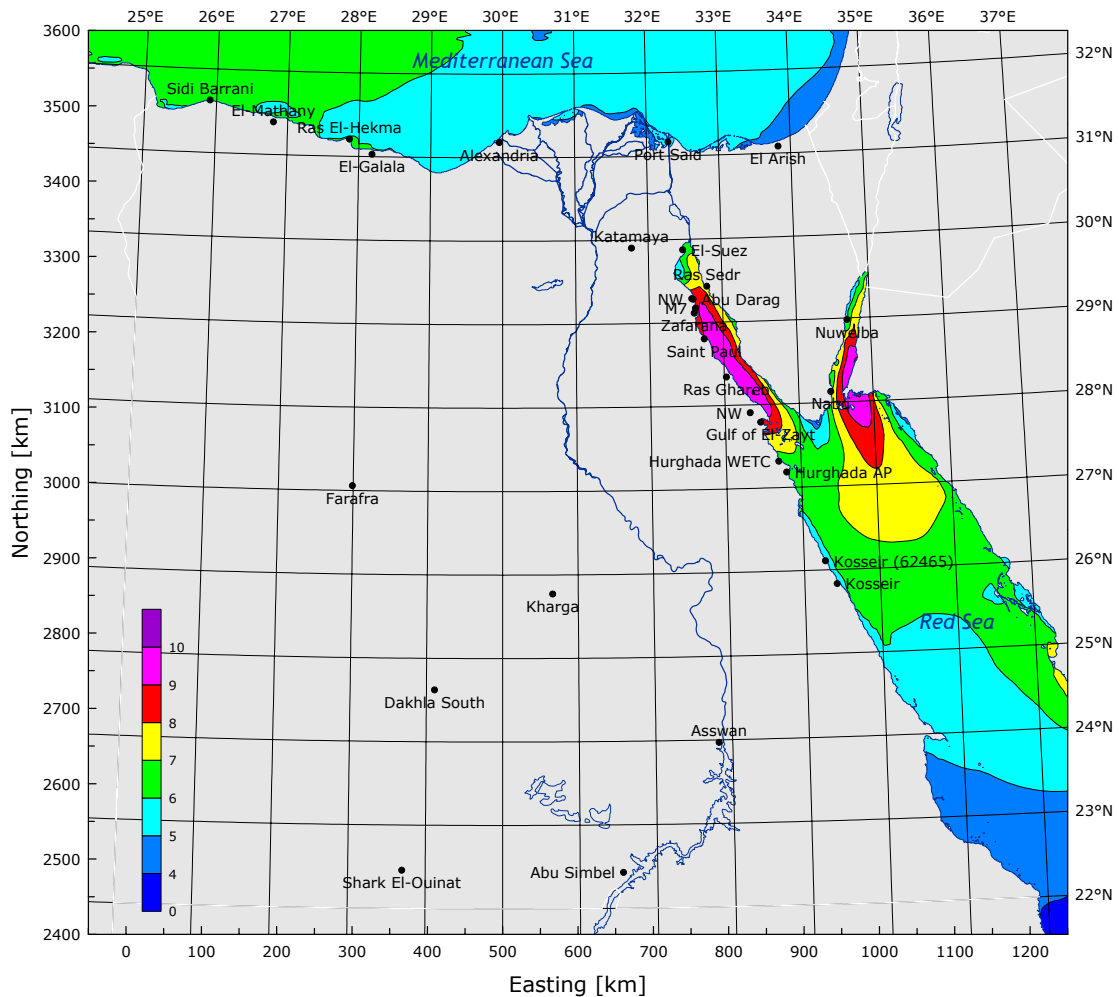 25°E 26°E 27°E 28°E 29°E 30°E 31°E 32°E 33°E 34°E 35°E 36°E 37°E
3600
32°N
Mediterranean Sea
Sidi Barrani
3500
El-Mathany
Ras El-Hekma
31°N
Alexandria
Port Said
El Arish
El-Galala
3400
30°N
Katamaya
3300
El-Suez
Ras Sedr
NW
Abu Darag
M7
29°N
Zafarana
Nuweiba
3200
Saint Paul
Ras Ghareb
28°N
Nabq
3100
NW
Gulf of El-Zayt
Hurghada WETC
Hurghada AP
27°N
3000
Farafra
Northing [km]
2900
Kosseir (62465)
26°N
Kosseir
Kharga
Red Sea
2800
25°N
10
9
2700
Dakhla South
8
24°N
Asswan
7
6
2600
5
23°N
4
2500
Abu Simbel
Shark El-Ouinat
0
22°N
2400
0 100 200 300 400 500 600 700 800 900 1000 1100 1200
Easting [km]